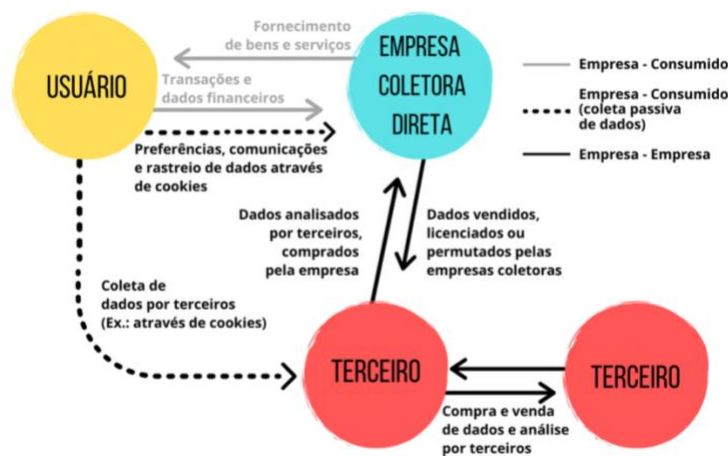 Fornecimento
de bens e serviços
USUÁRIO
Transações e
dados financeiros
EMPRESA
COLETORA
DIRETA
Empresa - Consumido
Empresa - Consumido
(coleta passiva
de dados)
Empresa - Empresa
Preferências, comunicações
e rastreio de dados através
de cookies
Dados analisados
por terceiros,
comprados
pela empresa
Dados vendidos,
licenciados ou
permutados pelas
empresas coletoras
Coleta de
dados por terceiros
(Ex.: através de cookies)
TERCEIRO
TERCEIRO
Compra e venda
de dados e análise
por terceiros